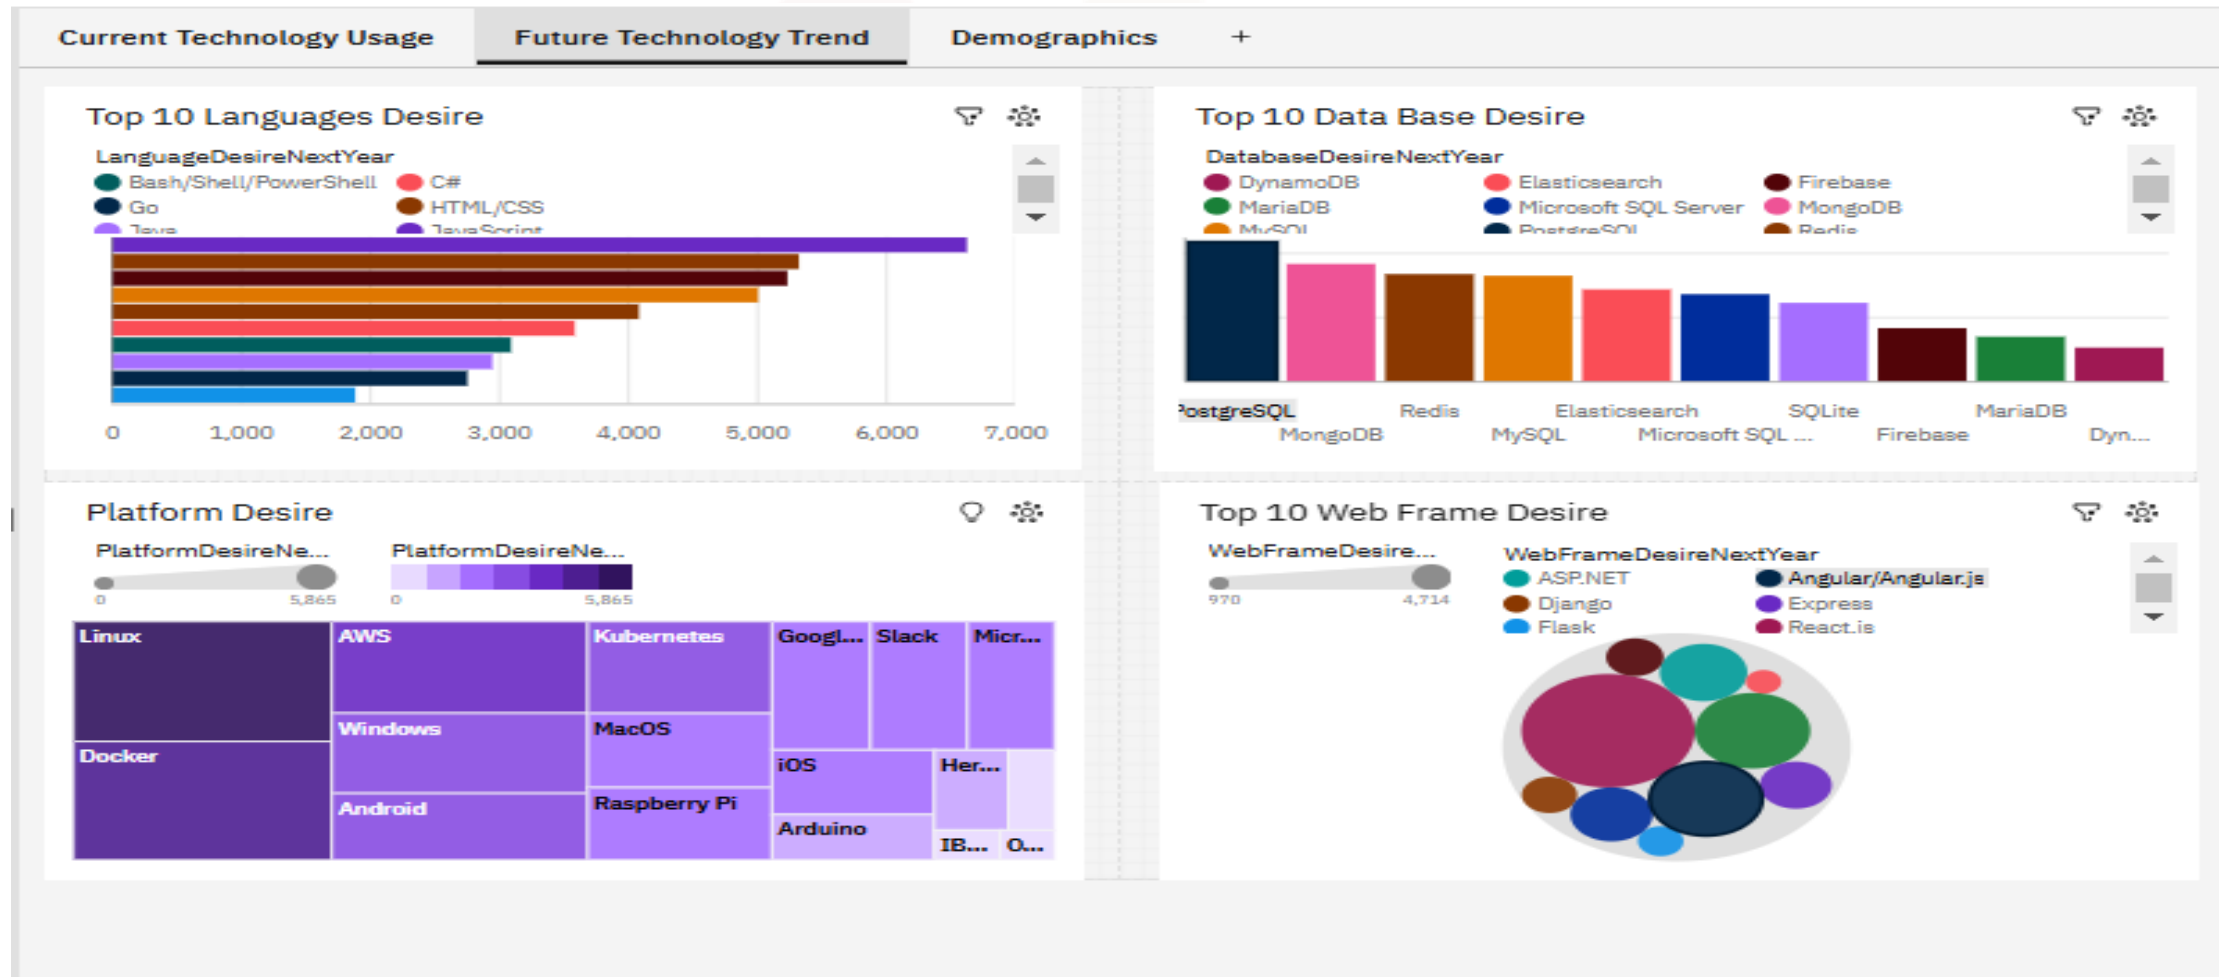 Current Technology Usage Future Technology Trend Demographics +
Top 10 Languages Desire
LanguageDesireNextYear
Bash/Shell/PowerShell C#
Go HTML/CSS
Java JavaScript
0 1,000 2,000 3,000 4,000 5,000 6,000 7,000
Top 10 Data Base Desire
DatabaseDesireNextYear
DynamoDB Elasticsearch Firebase
MariaDB Microsoft SQL Server MongoDB
MySQL PostgreSQL Redis
PostgreSQL Redis Elasticsearch SQLite MariaDB
MongoDB MySQL Microsoft SQL ... Firebase Dyn...
Platform Desire
PlatformDesireNe... PlatformDesireNe...
0 5,865 0 5,865
Linux AWS Kubernetes Googl... Slack Micr...
Windows MacOS
Docker iOS Her...
Android Raspberry Pi
Arduino IB... O...
Top 10 Web Frame Desire
WebFrameDesire... WebFrameDesireNextYear
970 4,714
ASP.NET Angular/Angular.js
Django Express
Flask React.js